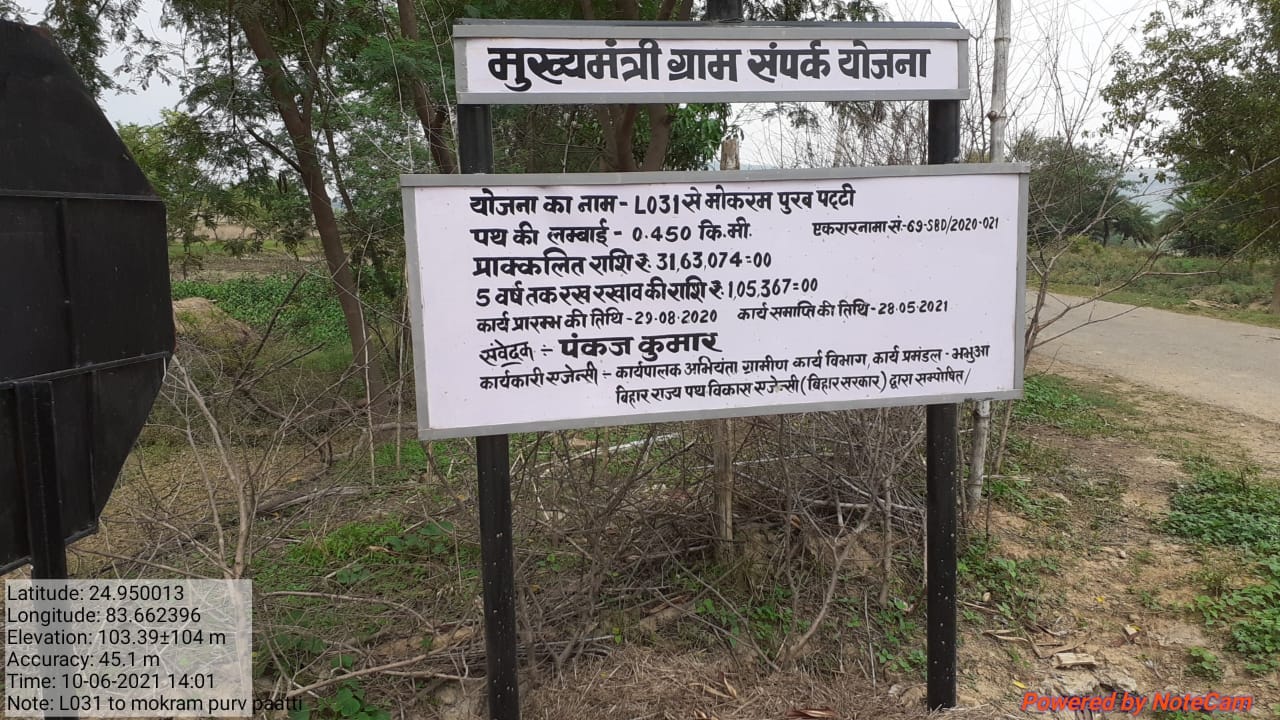 मुख्यमंत्री ग्राम संपर्क योजना
योजना का नाम - L031 से मोकरम पुरब पट्टी
पथ की लम्बाई - 0.450 कि.मी. एकरारनामा सं.-69-SBD/2020-021
प्राक्कलित राशि रु. 31,63,074=00
5 वर्ष तक रख रखाव की राशि रु. 1,05,367=00
कार्य प्रारम्भ की तिथि - 29.08.2020 कार्य समाप्ति की तिथि - 28.05.2021
संवेदक :- पंकज कुमार
कार्यकारी एजेन्सी :- कार्यपालक अभियंता ग्रामीण कार्य विभाग, कार्य प्रमंडल - भभुआ
बिहार राज्य पथ विकास एजेन्सी (बिहार सरकार) द्वारा सम्पोषित/
Latitude: 24.950013
Longitude: 83.662396
Elevation: 103.39±104 m
Accuracy: 45.1 m
Time: 10-06-2021 14:01
Note: L031 to mokram purv paatti
Powered by NoteCam